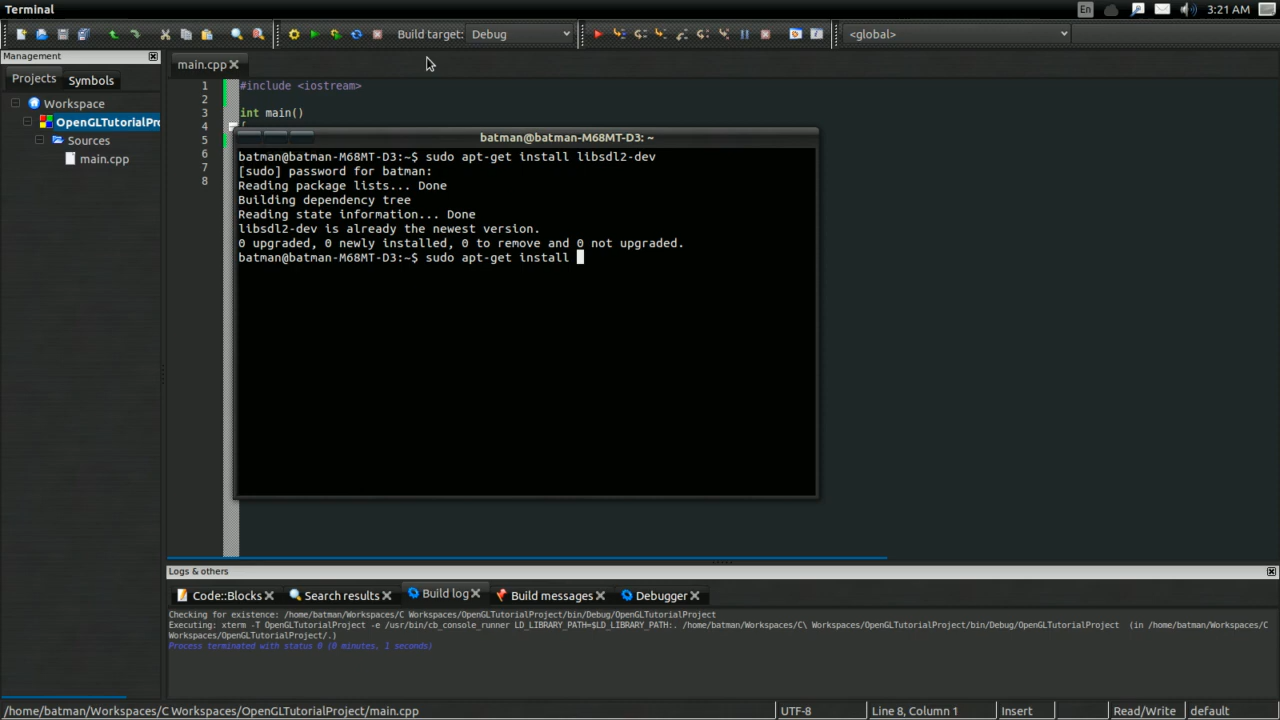 Terminal
En
3:21 AM
Build target: Debug
<global>
Management
Projects
Symbols
Workspace
OpenGLTutorialPro
Sources
main.cpp
main.cpp
1 #include <iostream>
2
3 int main()
4
5
6
7
8
batman@batman-M68MT-D3: ~
batman@batman-M68MT-D3:~$ sudo apt-get install libsdl2-dev
[sudo] password for batman:
Reading package lists... Done
Building dependency tree
Reading state information... Done
libsdl2-dev is already the newest version.
0 upgraded, 0 newly installed, 0 to remove and 0 not upgraded.
batman@batman-M68MT-D3:~$ sudo apt-get install
Logs & others
Code::Blocks
Search results
Build log
Build messages
Debugger
Checking for existence: /home/batman/Workspaces/C Workspaces/OpenGLTutorialProject/bin/Debug/OpenGLTutorialProject
Executing: xterm -T OpenGLTutorialProject -e /usr/bin/cb_console_runner LD_LIBRARY_PATH=$LD_LIBRARY_PATH:. /home/batman/Workspaces/C\ Workspaces/OpenGLTutorialProject/bin/Debug/OpenGLTutorialProject (in /home/batman/Workspaces/C
Workspaces/OpenGLTutorialProject/.)
Process terminated with status 0 (0 minutes, 1 seconds)
/home/batman/Workspaces/C Workspaces/OpenGLTutorialProject/main.cpp
UTF-8
Line 8, Column 1
Insert
Read/Write
default